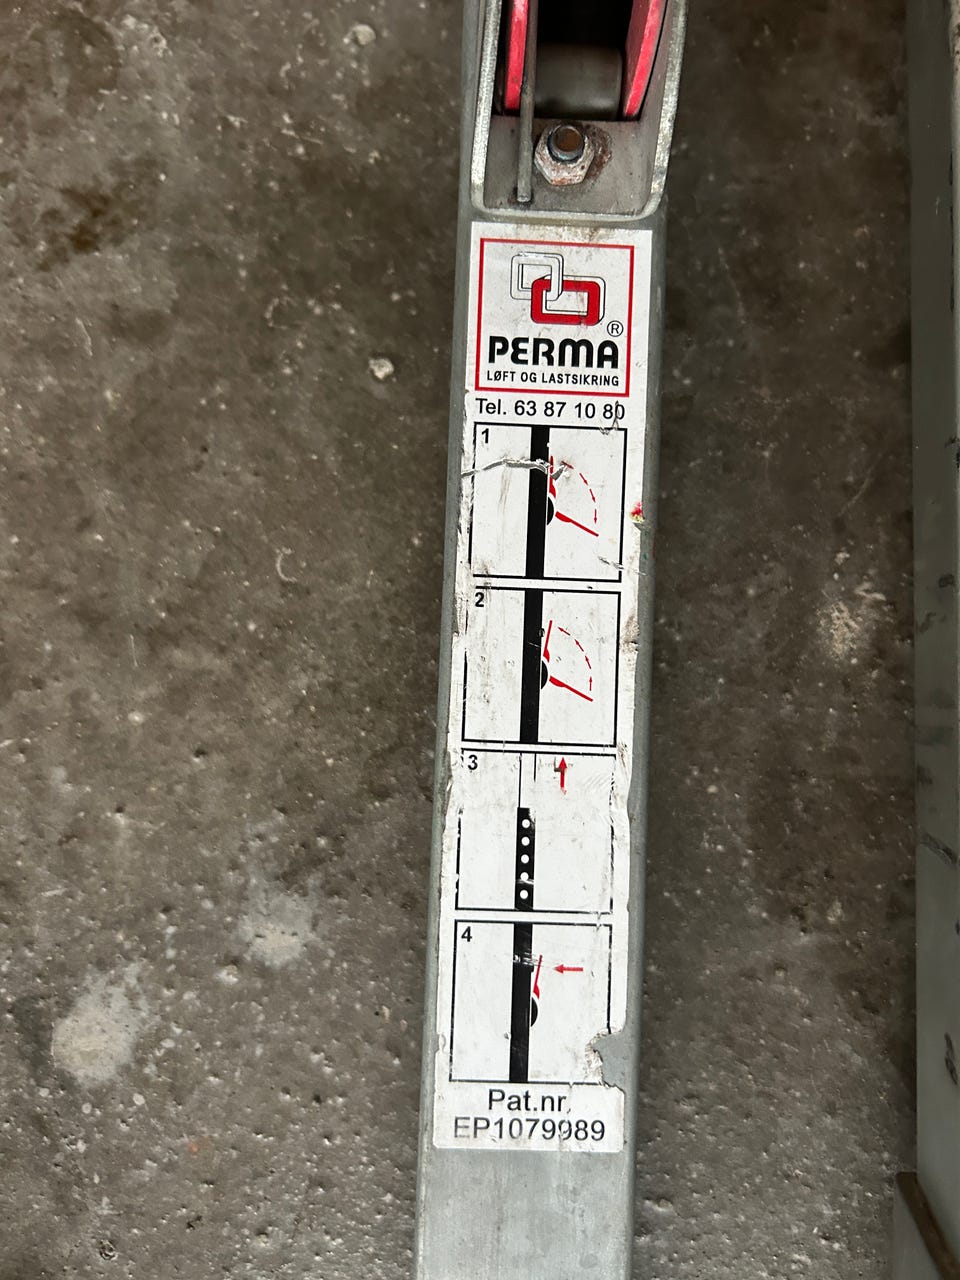 ®
PERMA
LØFT OG LASTSIKRING
Tel. 63 87 10 80
1
2
3
4
Pat.nr.
EP1079989